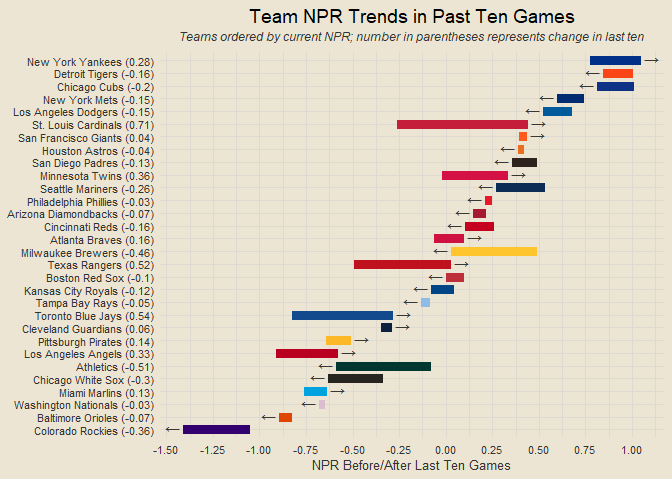 Team NPR Trends in Past Ten Games
Teams ordered by current NPR; number in parentheses represents change in last ten
New York Yankees (0.28)
Detroit Tigers (-0.16)
Chicago Cubs (-0.2)
New York Mets (-0.15)
Los Angeles Dodgers (-0.15)
St. Louis Cardinals (0.71)
San Francisco Giants (0.04)
Houston Astros (-0.04)
San Diego Padres (-0.13)
Minnesota Twins (0.36)
Seattle Mariners (-0.26)
Philadelphia Phillies (-0.03)
Arizona Diamondbacks (-0.07)
Cincinnati Reds (-0.16)
Atlanta Braves (0.16)
Milwaukee Brewers (-0.46)
Texas Rangers (0.52)
Boston Red Sox (-0.1)
Kansas City Royals (-0.12)
Tampa Bay Rays (-0.05)
Toronto Blue Jays (0.54)
Cleveland Guardians (0.06)
Pittsburgh Pirates (0.14)
Los Angeles Angels (0.33)
Athletics (-0.51)
Chicago White Sox (-0.3)
Miami Marlins (0.13)
Washington Nationals (-0.03)
Baltimore Orioles (-0.07)
Colorado Rockies (-0.36)
-1.50 -1.25 -1.00 -0.75 -0.50 -0.25 0.00 0.25 0.50 0.75 1.00
NPR Before/After Last Ten Games